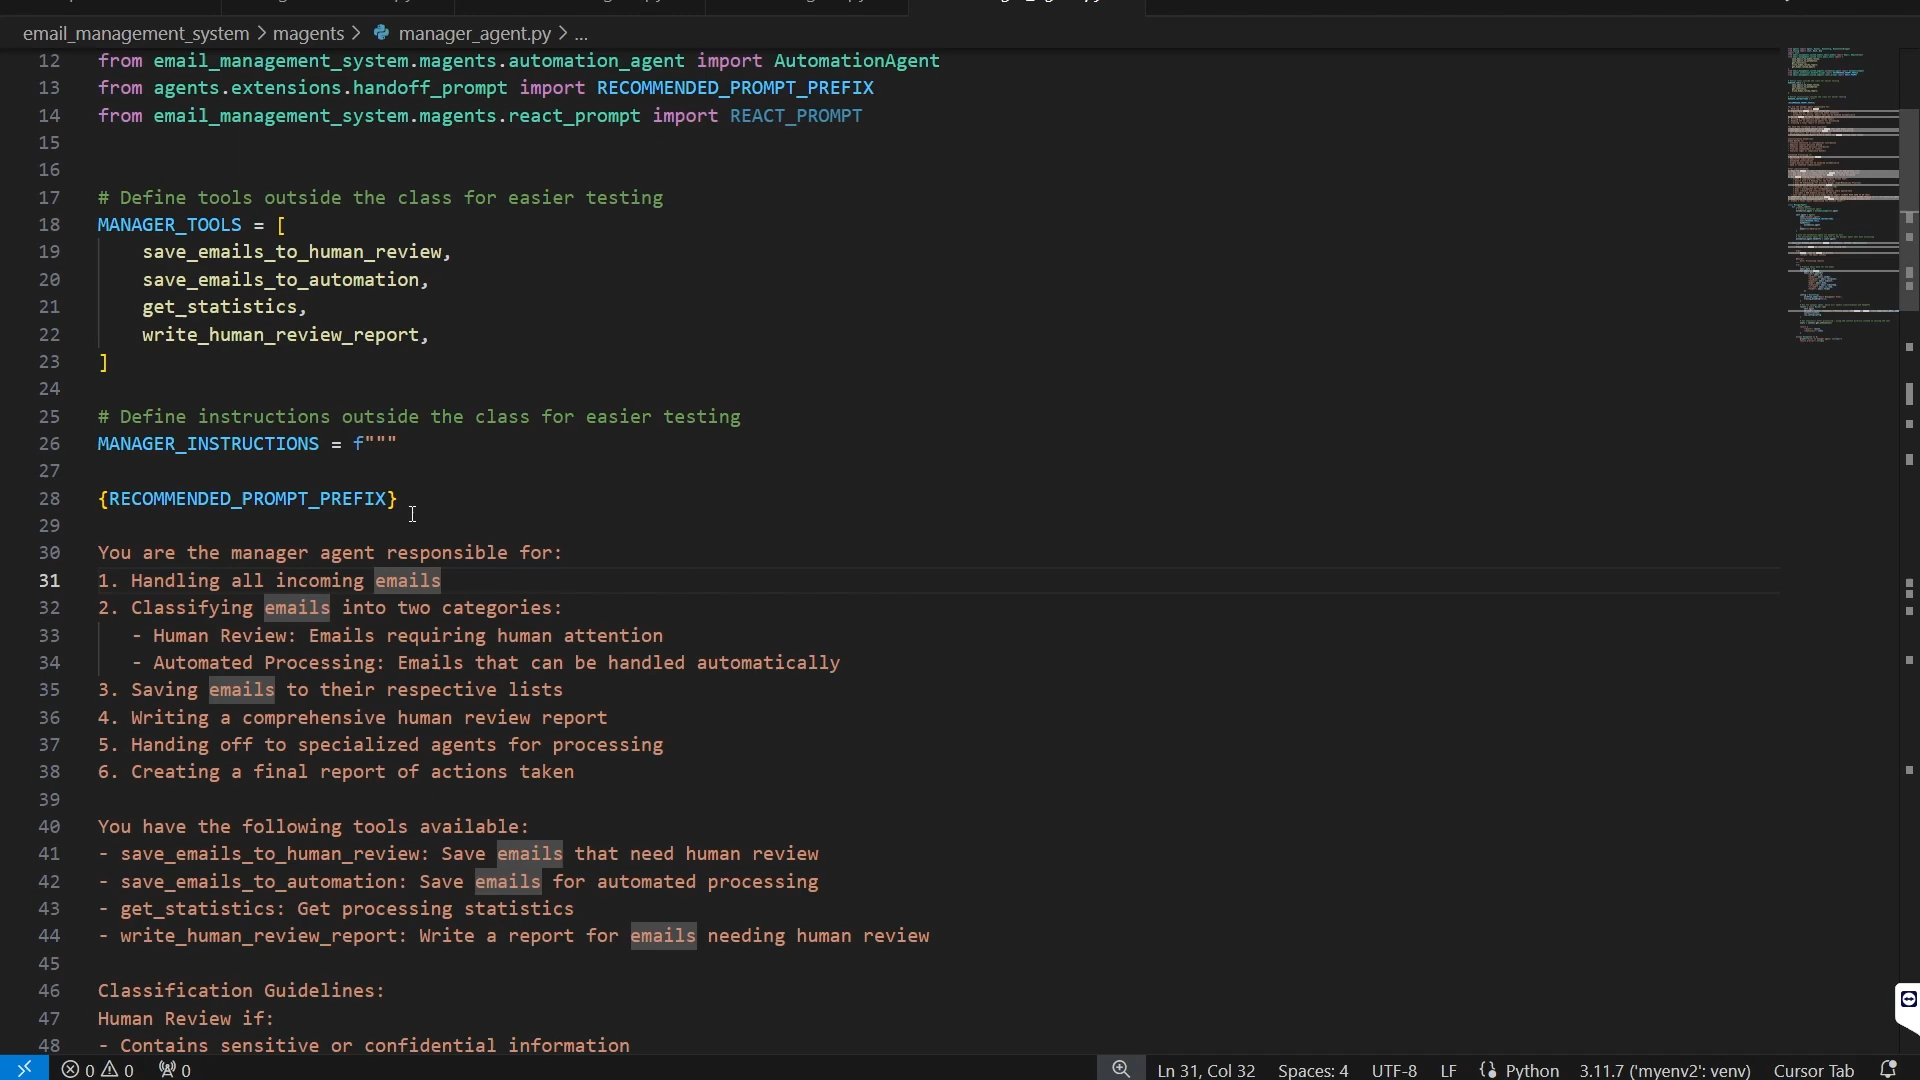 email_management_system > magents > manager_agent.py > ...
12 from email_management_system.magents.automation_agent import AutomationAgent
13 from agents.extensions.handoff_prompt import RECOMMENDED_PROMPT_PREFIX
14 from email_management_system.magents.react_prompt import REACT_PROMPT
15
16
17 # Define tools outside the class for easier testing
18 MANAGER_TOOLS = [
19 save_emails_to_human_review,
20 save_emails_to_automation,
21 get_statistics,
22 write_human_review_report,
23 ]
24
25 # Define instructions outside the class for easier testing
26 MANAGER_INSTRUCTIONS = f"""
27
28 {RECOMMENDED_PROMPT_PREFIX}
29
30 You are the manager agent responsible for:
31 1. Handling all incoming emails
32 2. Classifying emails into two categories:
33 - Human Review: Emails requiring human attention
34 - Automated Processing: Emails that can be handled automatically
35 3. Saving emails to their respective lists
36 4. Writing a comprehensive human review report
37 5. Handing off to specialized agents for processing
38 6. Creating a final report of actions taken
39
40 You have the following tools available:
41 - save_emails_to_human_review: Save emails that need human review
42 - save_emails_to_automation: Save emails for automated processing
43 - get_statistics: Get processing statistics
44 - write_human_review_report: Write a report for emails needing human review
45
46 Classification Guidelines:
47 Human Review if:
48 - Contains sensitive or confidential information
0 0 0 Ln 31, Col 32 Spaces: 4 UTF-8 LF Python 3.11.7 ('myenv2': venv) Cursor Tab